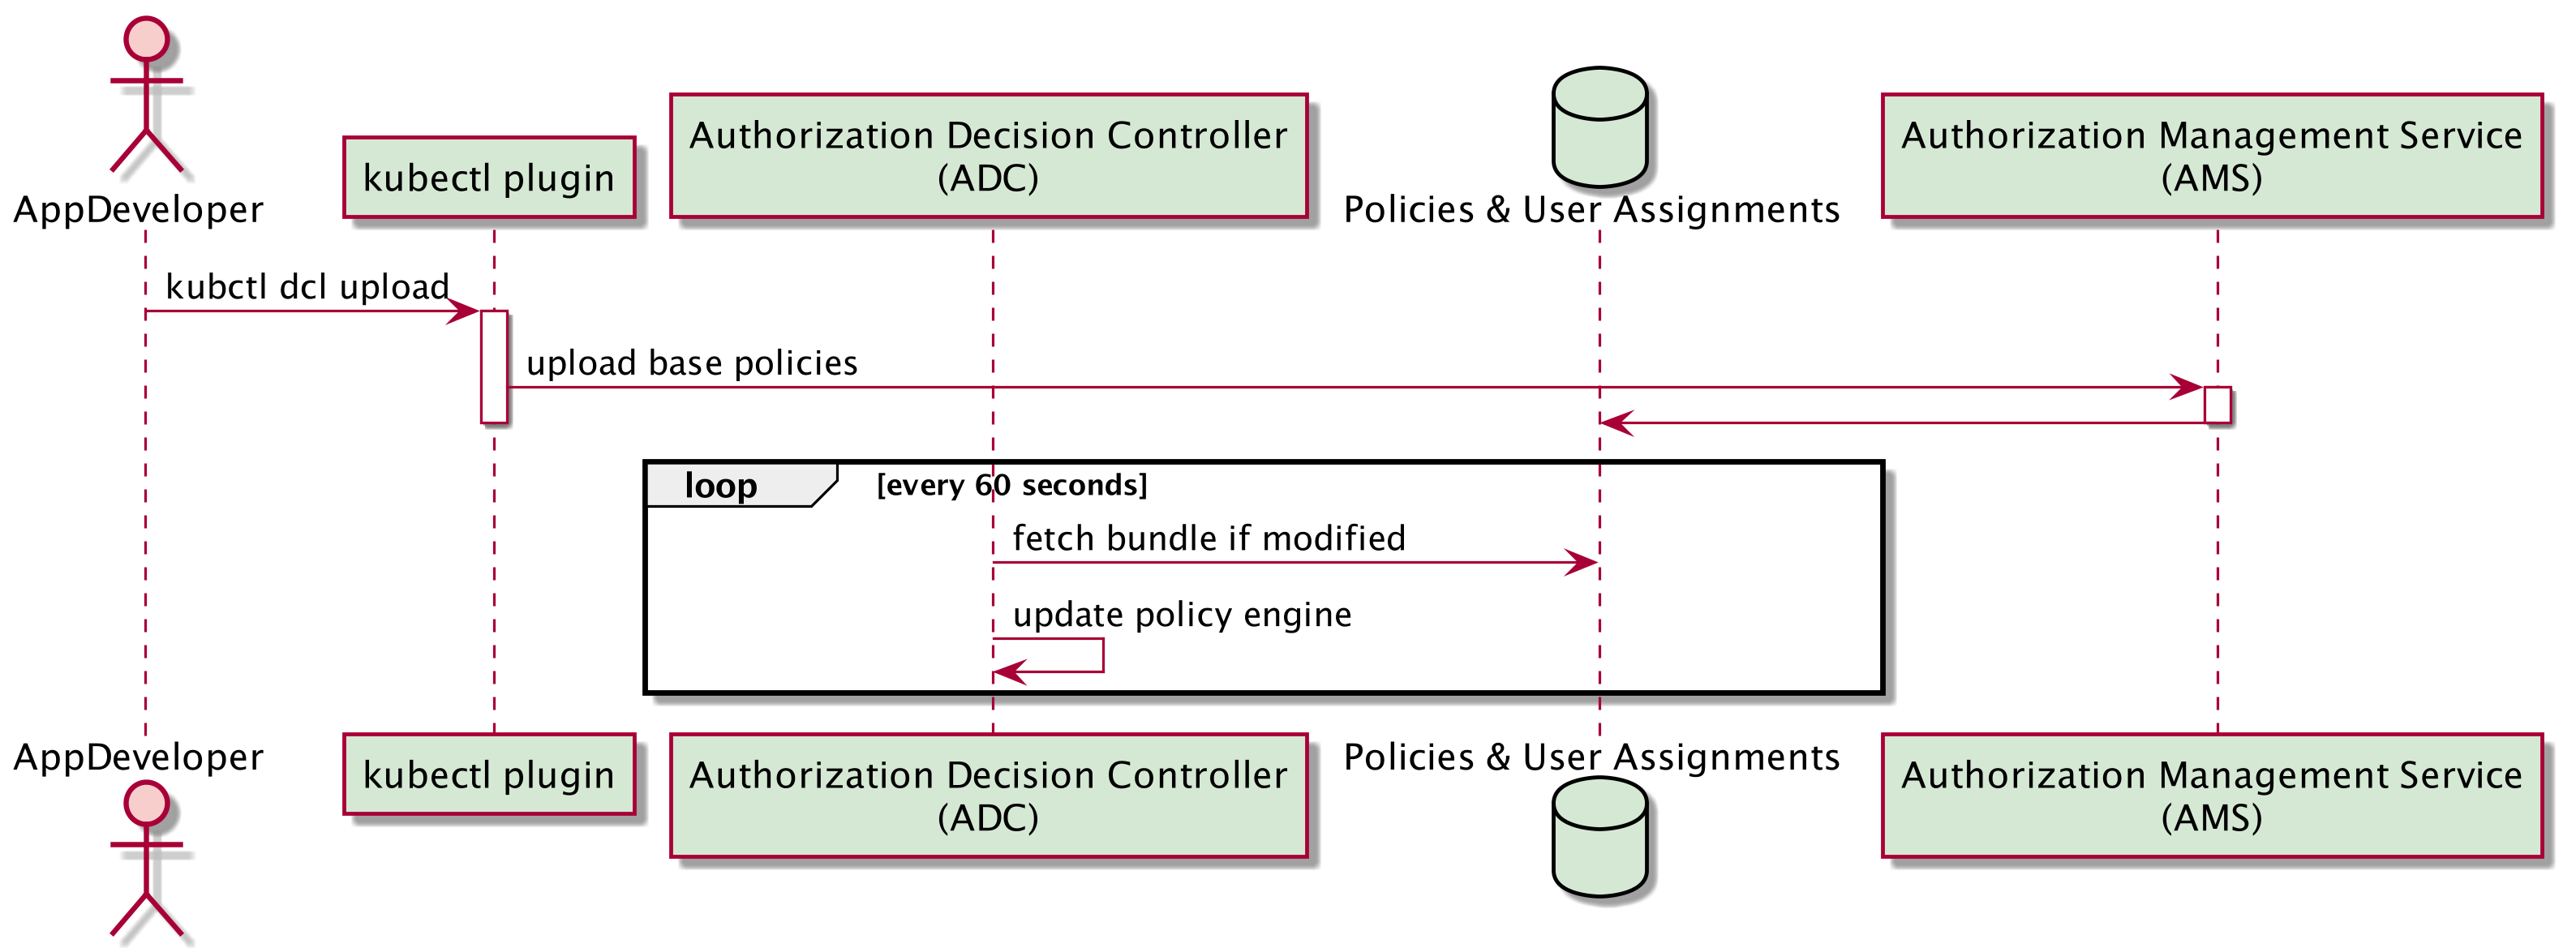 AppDeveloper
kubectl plugin
Authorization Decision Controller
(ADC)
Policies & User Assignments
Authorization Management Service
(AMS)
kubctl dcl upload
upload base policies
loop
[every 60 seconds]
fetch bundle if modified
update policy engine
AppDeveloper
kubectl plugin
Authorization Decision Controller
(ADC)
Policies & User Assignments
Authorization Management Service
(AMS)